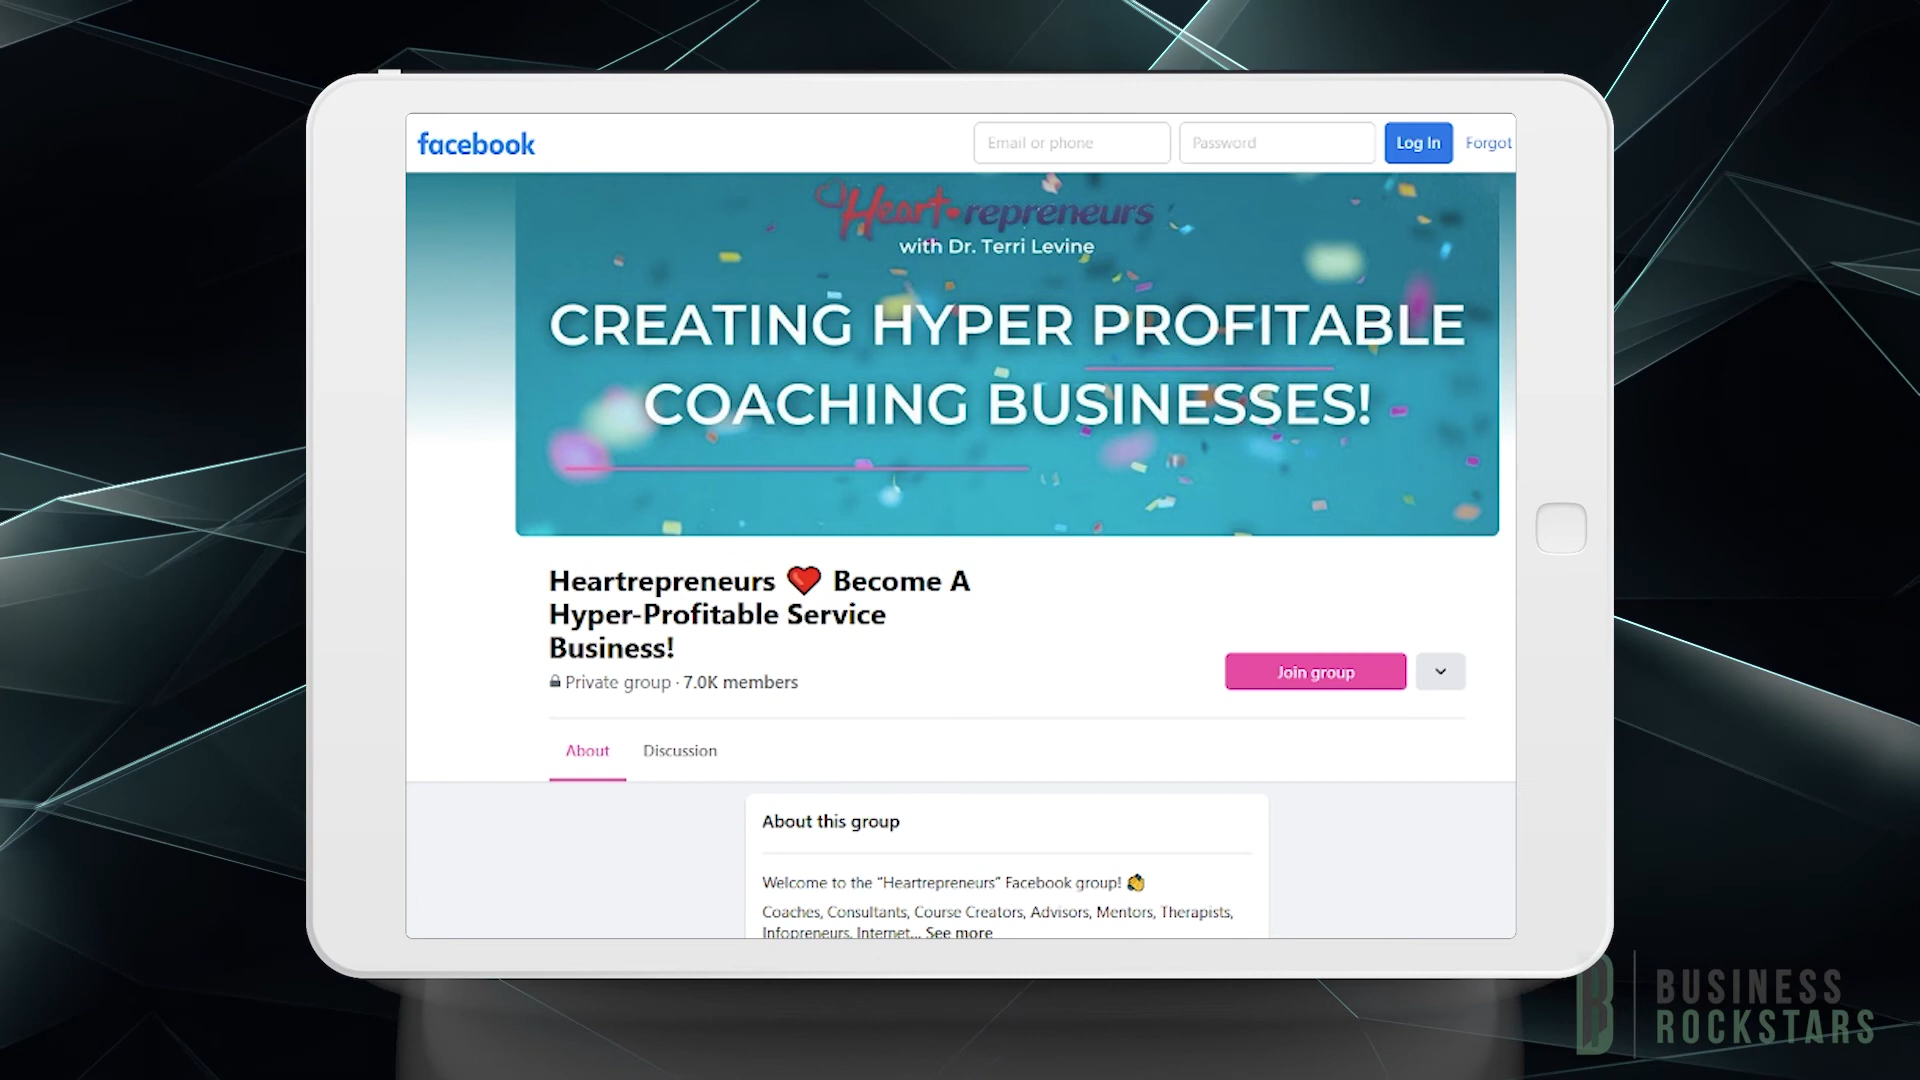 facebook
Email or phone
Password
Log In
Forgot
Heart•repreneurs
with Dr. Terri Levine
CREATING HYPER PROFITABLE
COACHING BUSINESSES!
Heartrepreneurs ❤️ Become A
Hyper-Profitable Service
Business!
Private group · 7.0K members
Join group
About
Discussion
About this group
Welcome to the “Heartrepreneurs” Facebook group! 👏
Coaches, Consultants, Course Creators, Advisors, Mentors, Therapists,
Infopreneurs, Internet... See more
BUSINESS
ROCKSTARS